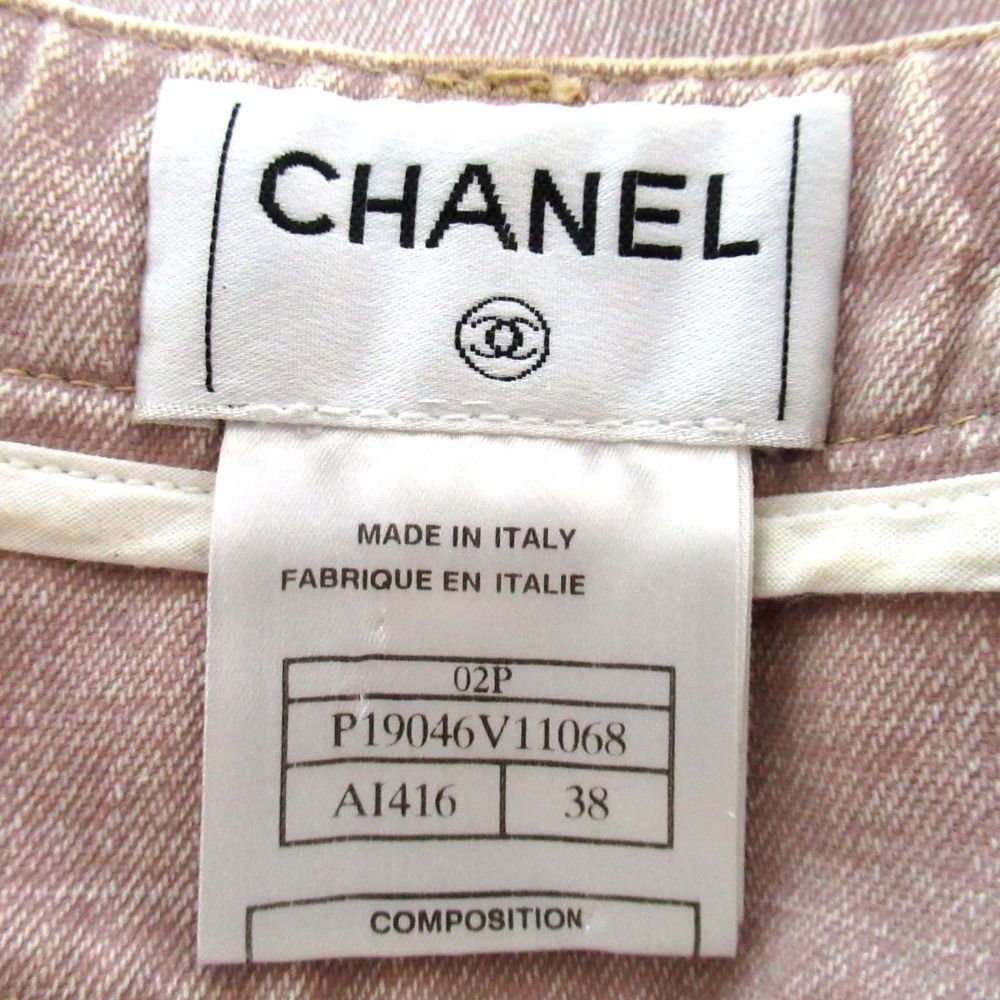 CHANEL
MADE IN ITALY
FABRIQUE EN ITALIE
02P
P19046V11068
AI416 38
COMPOSITION